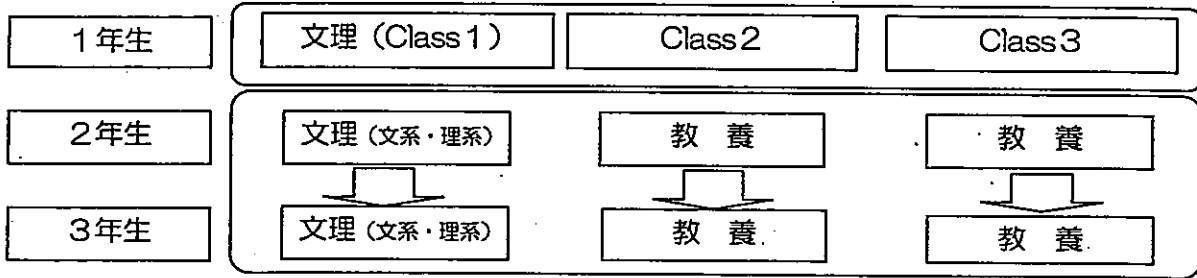 1年生 文理（Class1） Class2 Class3
2年生 文理（文系・理系） 教養 教養
3年生 文理（文系・理系） 教養 教養